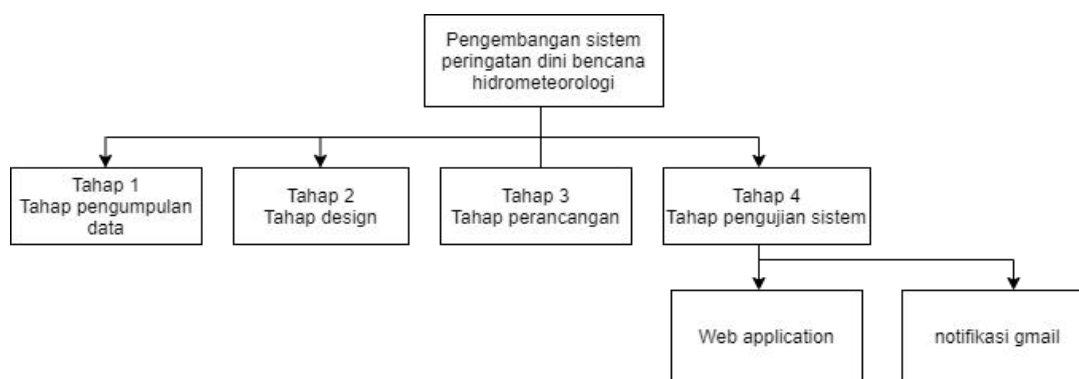 Pengembangan sistem
peringatan dini bencana
hidrometeorologi
Tahap 1
Tahap pengumpulan
data
Tahap 2
Tahap design
Tahap 3
Tahap perancangan
Tahap 4
Tahap pengujian sistem
Web application
notifikasi gmail